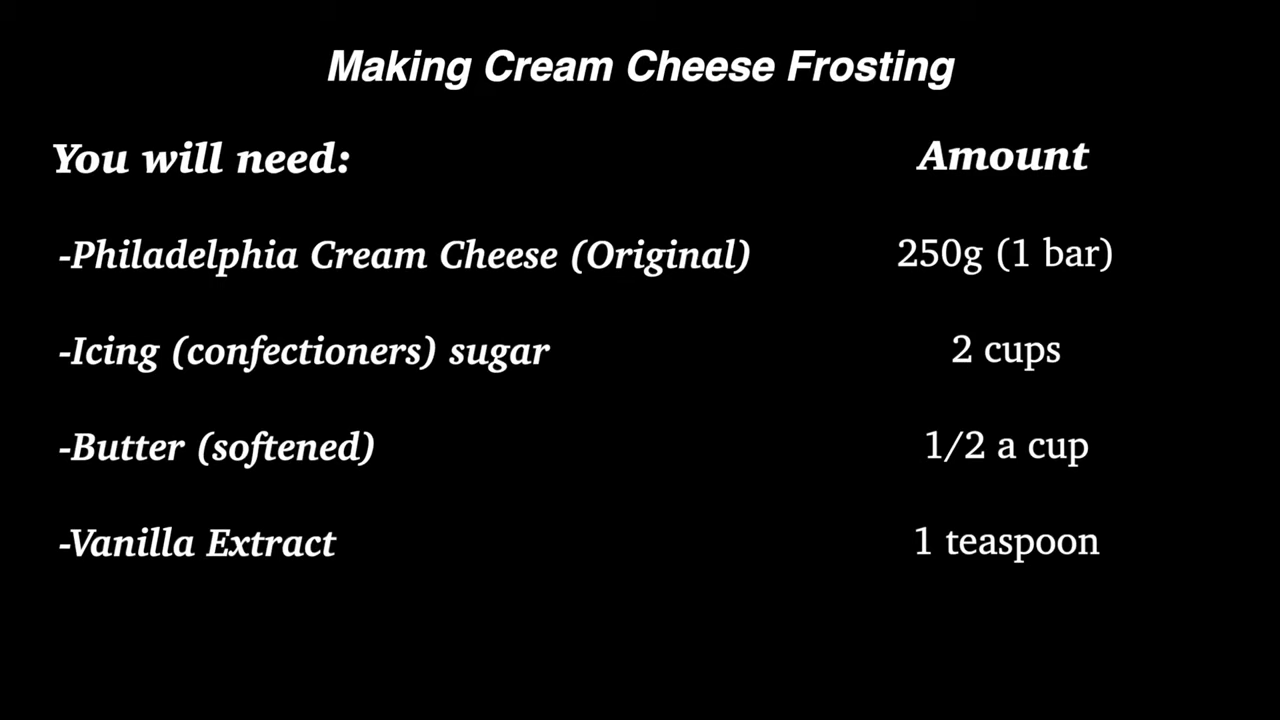 Making Cream Cheese Frosting
You will need: Amount
-Philadelphia Cream Cheese (Original) 250g (1 bar)
-Icing (confectioners) sugar 2 cups
-Butter (softened) 1/2 a cup
-Vanilla Extract 1 teaspoon